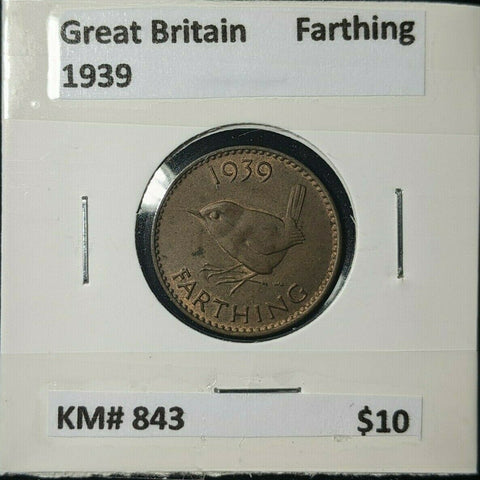 Great Britain Farthing
1939
1939
FARTHING
KM# 843 $10